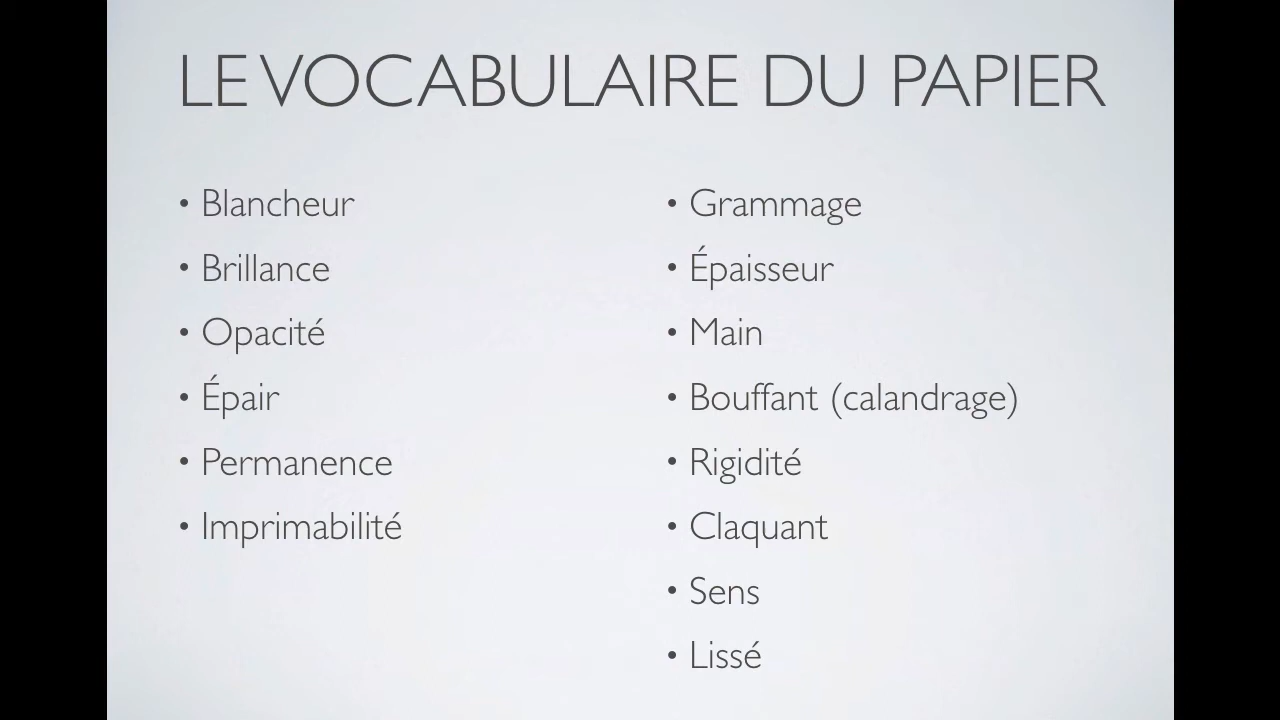 LE VOCABULAIRE DU PAPIER
• Blancheur
• Brillance
• Opacité
• Épair
• Permanence
• Imprimabilité
• Grammage
• Épaisseur
• Main
• Bouffant (calandrage)
• Rigidité
• Claquant
• Sens
• Lissé